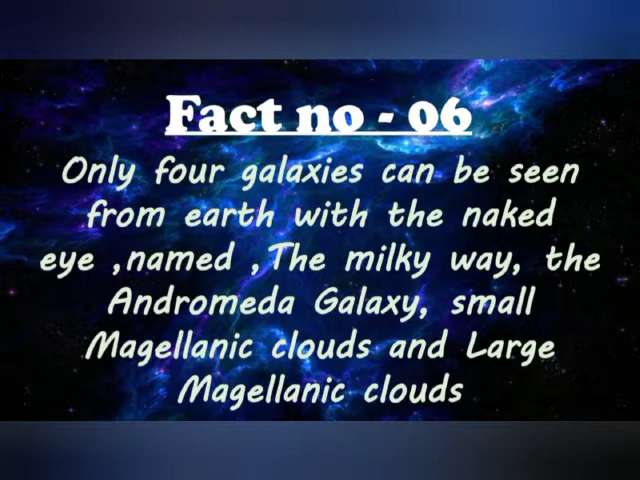 Fact no - 06
Only four galaxies can be seen
from earth with the naked
eye ,named ,The milky way, the
Andromeda Galaxy, small
Magellanic clouds and Large
Magellanic clouds